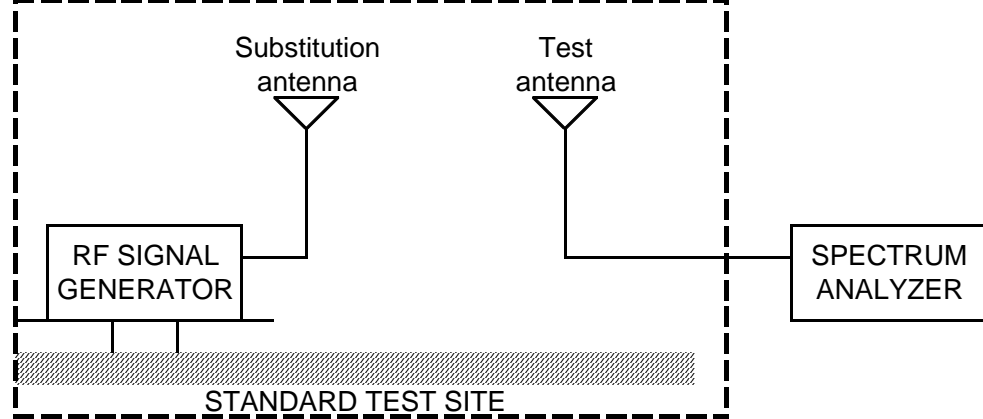 Substitution
antenna
Test
antenna
RF SIGNAL
GENERATOR
SPECTRUM
ANALYZER
STANDARD TEST SITE